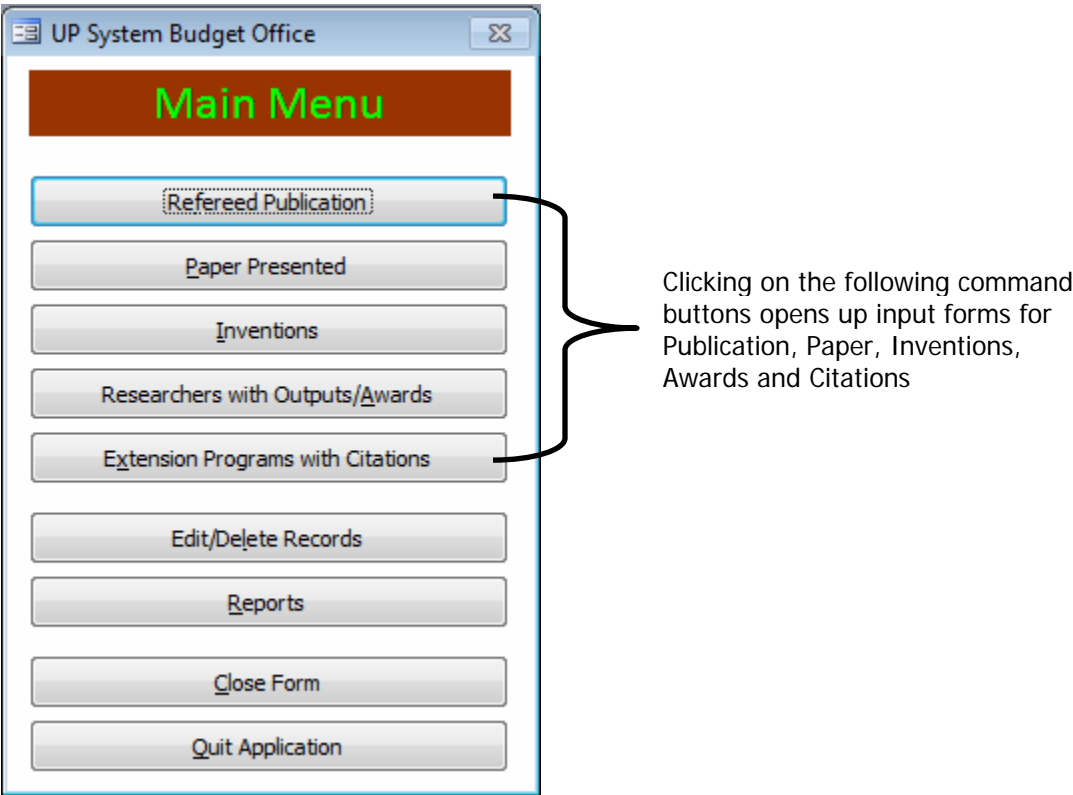 UP System Budget Office
Main Menu
Refereed Publication
Paper Presented
Inventions
Researchers with Outputs/Awards
Extension Programs with Citations
Edit/Delete Records
Reports
Close Form
Quit Application
Clicking on the following command
buttons opens up input forms for
Publication, Paper, Inventions,
Awards and Citations